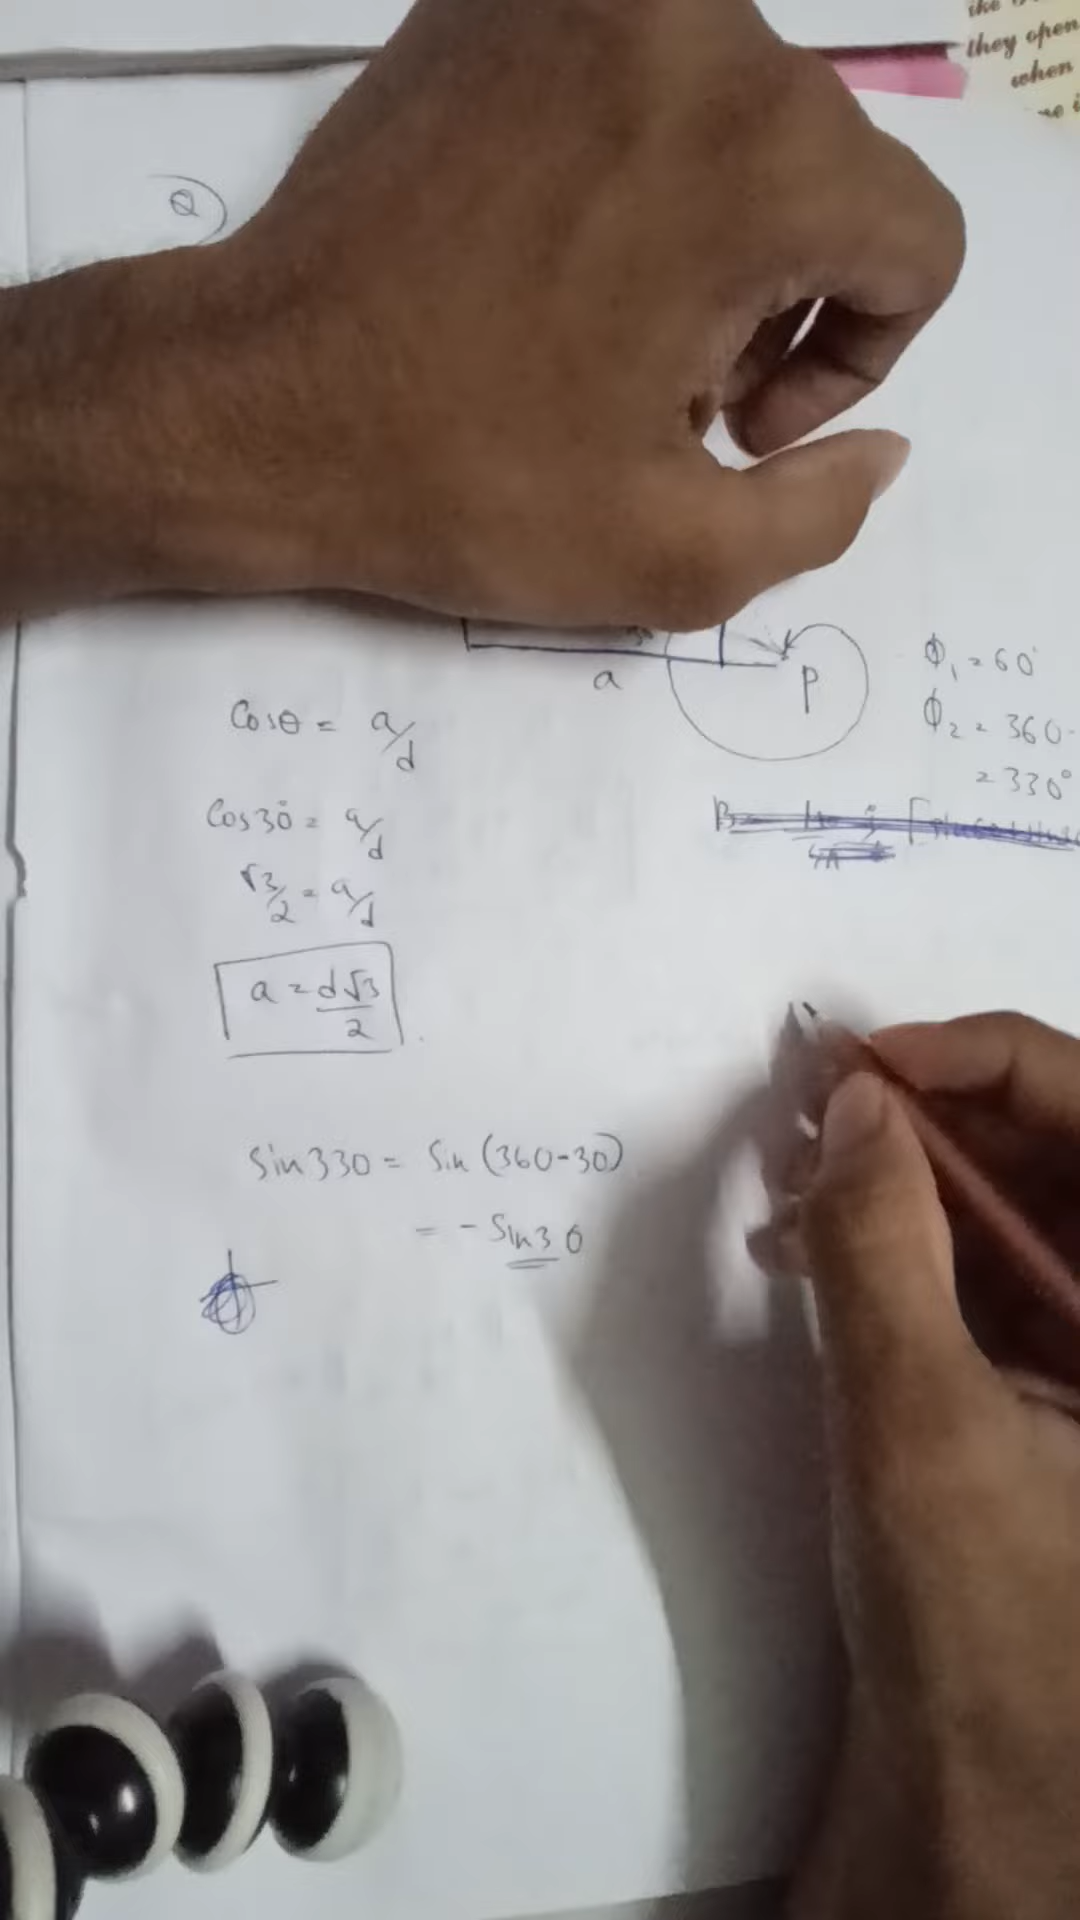 they open
when
Q
a
P
ϕ₁ = 60°
ϕ₂ = 360-
= 330°
Cosθ = a/d
Cos30° = a/d
√3/2 = a/d
a = d√3/2
Sin330 = Sin (360-30)
= - Sin30